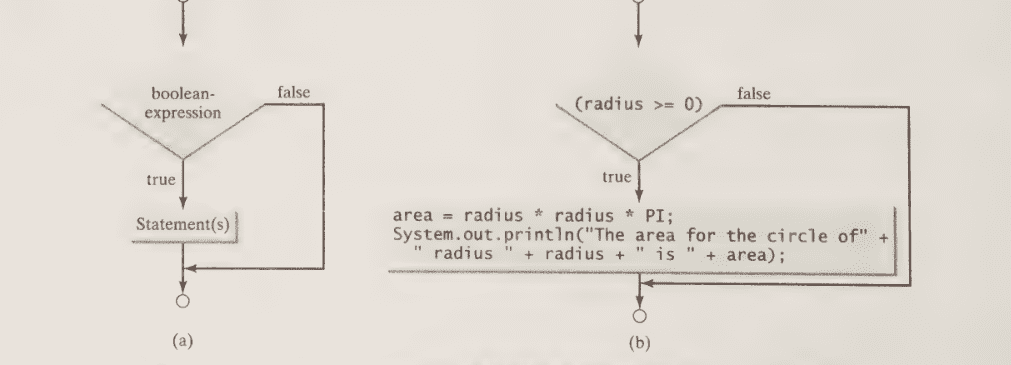 boolean-
expression
false
true
Statement(s)
(a)
(radius >= 0)
false
true
area = radius * radius * PI;
System.out.println("The area for the circle of" +
" radius " + radius + " is " + area);
(b)